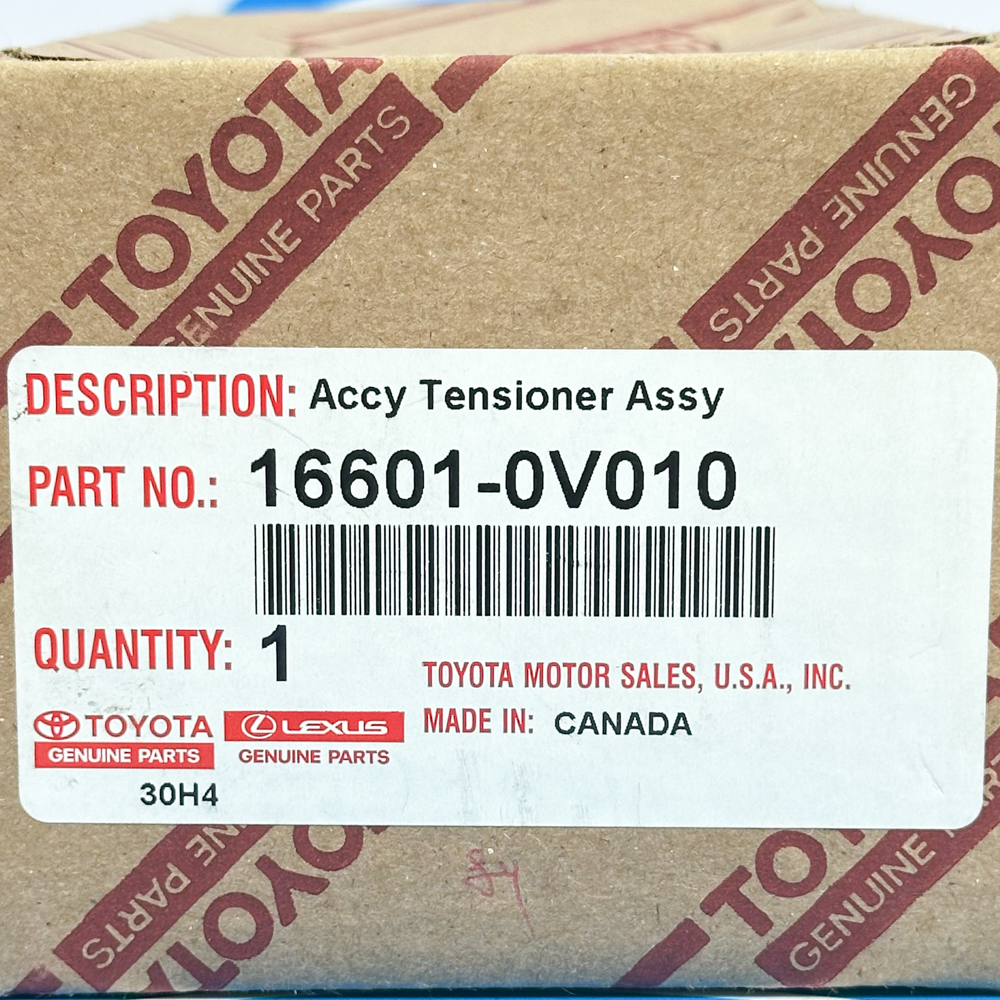 TOYOTA
GENUINE PARTS
GENUINE PARTS
TOYOTA
DESCRIPTION: Accy Tensioner Assy
PART NO.: 16601-0V010
QUANTITY: 1
TOYOTA MOTOR SALES, U.S.A., INC.
MADE IN: CANADA
TOYOTA
GENUINE PARTS
LEXUS
GENUINE PARTS
30H4
GENUINE PARTS
TOYOTA
TOYOTA
GENUINE PARTS